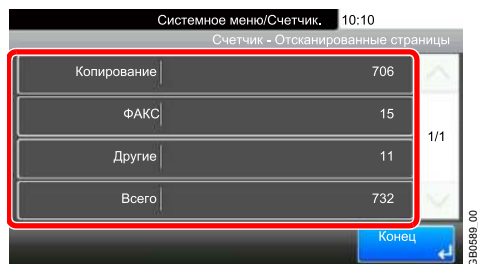 Системное меню/Счетчик. 10:10
Счетчик - Отсканированные страницы
Копирование 706
ФАКС 15
1/1
Другие 11
Всего 732
Конец
GB0589_00